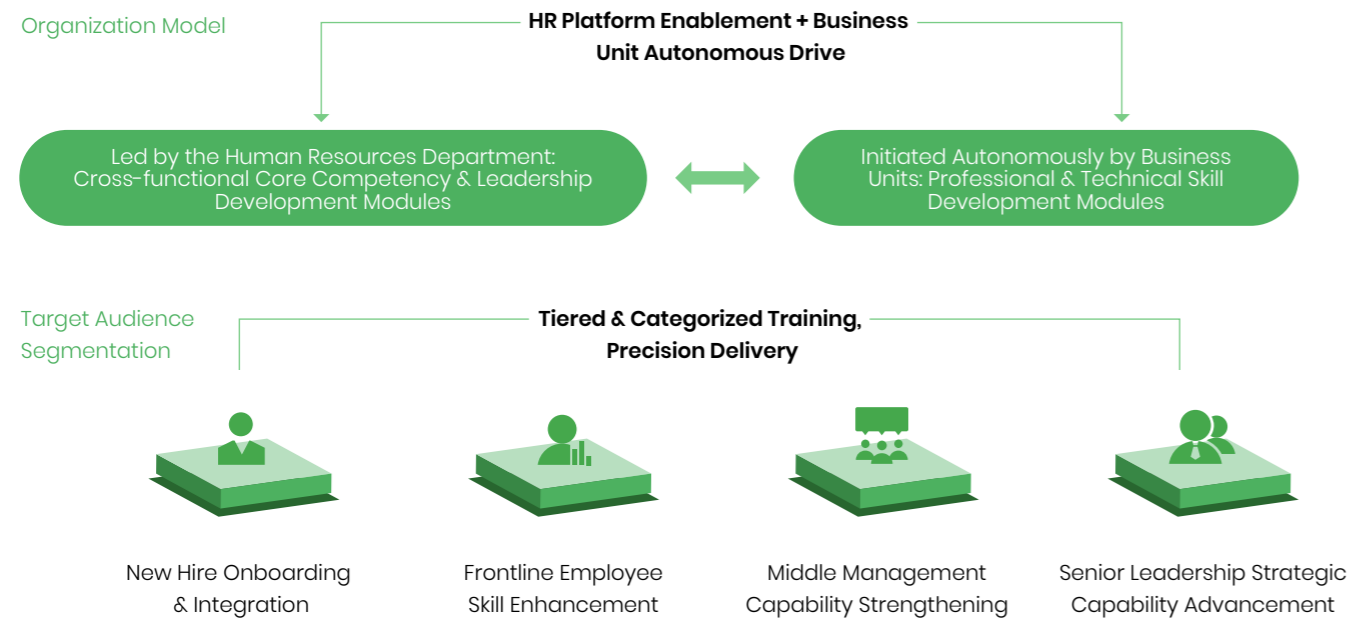 Organization Model
HR Platform Enablement + Business
Unit Autonomous Drive
Led by the Human Resources Department:
Cross-functional Core Competency & Leadership
Development Modules
Initiated Autonomously by Business
Units: Professional & Technical Skill
Development Modules
Target Audience
Segmentation
Tiered & Categorized Training,
Precision Delivery
New Hire Onboarding
& Integration
Frontline Employee
Skill Enhancement
Middle Management
Capability Strengthening
Senior Leadership Strategic
Capability Advancement